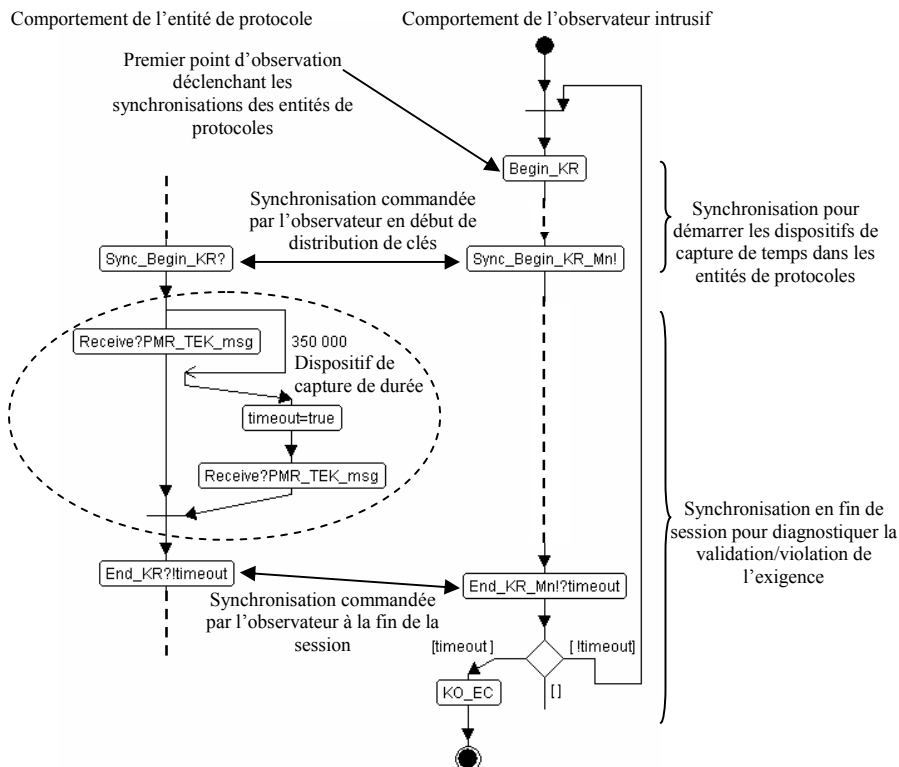 Comportement de l'entité de protocole
Comportement de l'observateur intrusif
Premier point d'observation
déclenchant les
synchronisations des entités de
protocoles
Begin_KR
Synchronisation commandée
par l'observateur en début de
distribution de clés
Synchronisation pour
démarrer les dispositifs de
capture de temps dans les
entités de protocoles
Sync_Begin_KR?
Sync_Begin_KR_Mn!
Receive?PMR_TEK_msg
350 000
Dispositif de
capture de durée
timeout=true
Receive?PMR_TEK_msg
Synchronisation en fin de
session pour diagnostiquer la
validation/violation de
l'exigence
End_KR?!timeout
End_KR_Mn!?timeout
Synchronisation commandée
par l'observateur à la fin de la
session
[timeout ]
[ !timeout]
KO_EC
[ ]